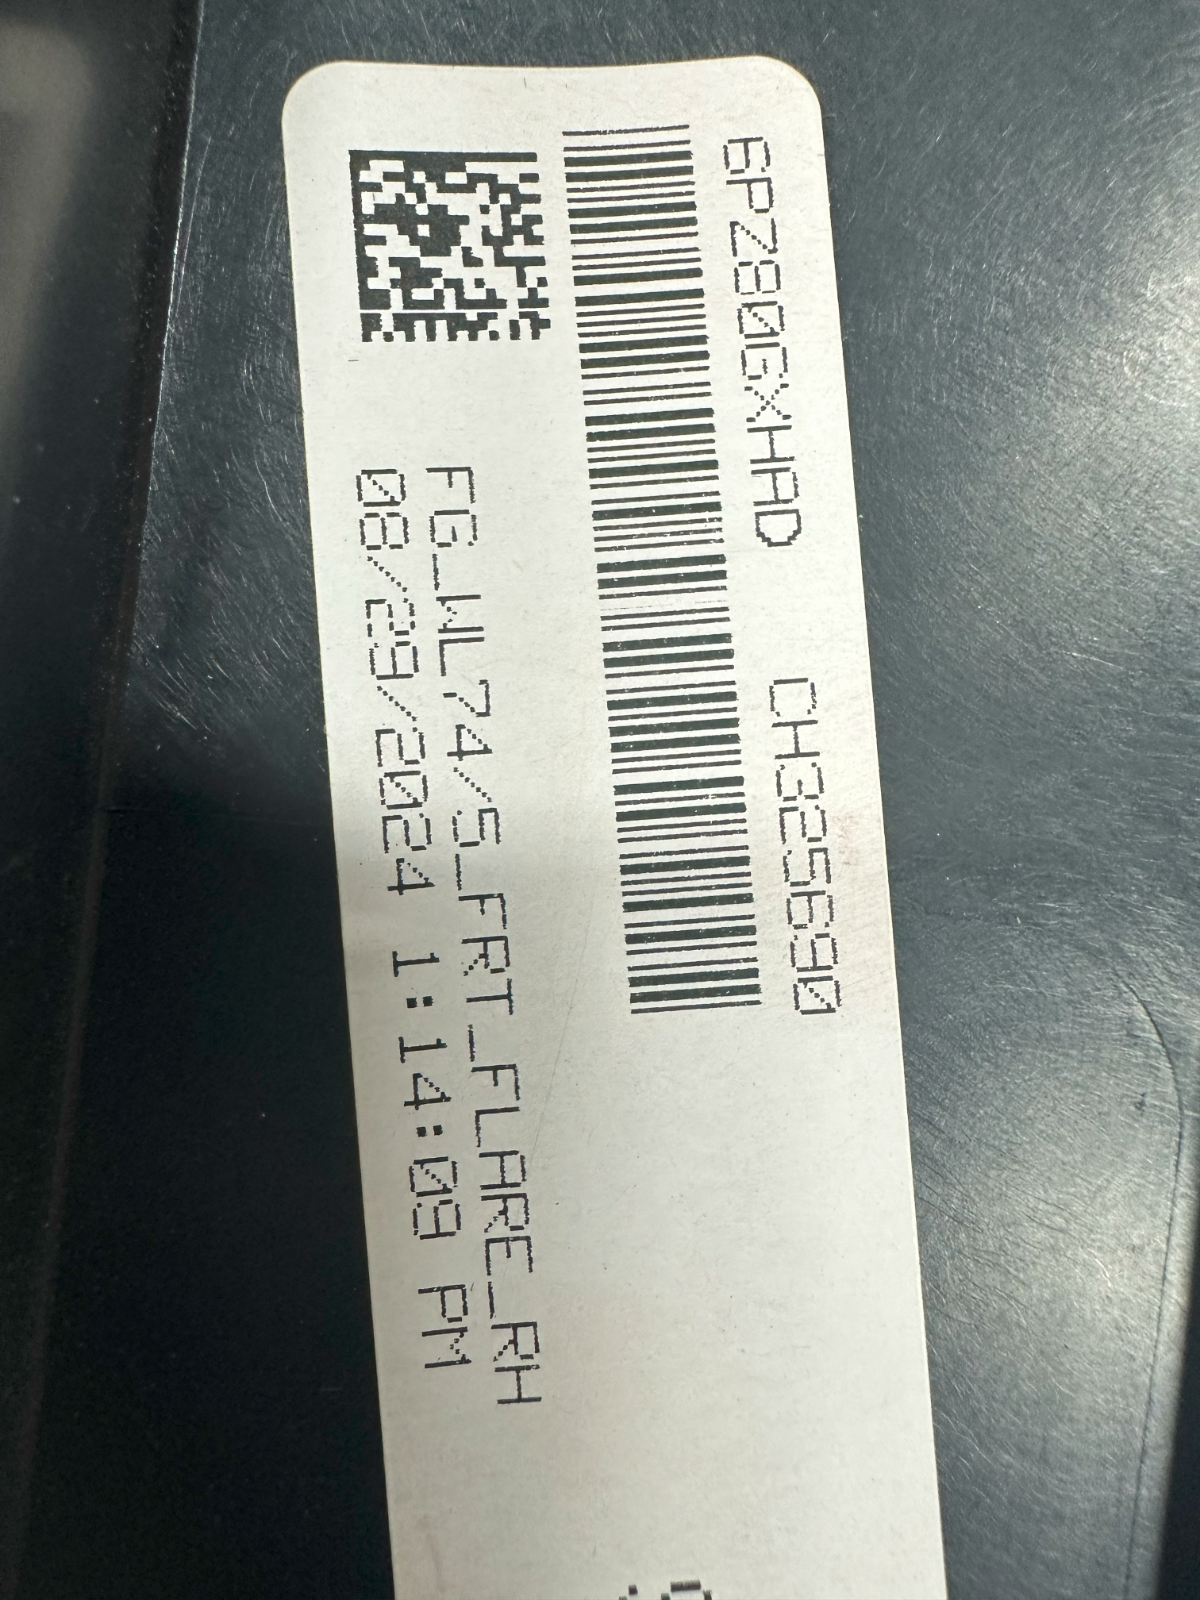 6PZ80GXHAD CH325690
FG_WL74/5_FRT_FLARE_RH
08/29/2024 1:14:09 PM